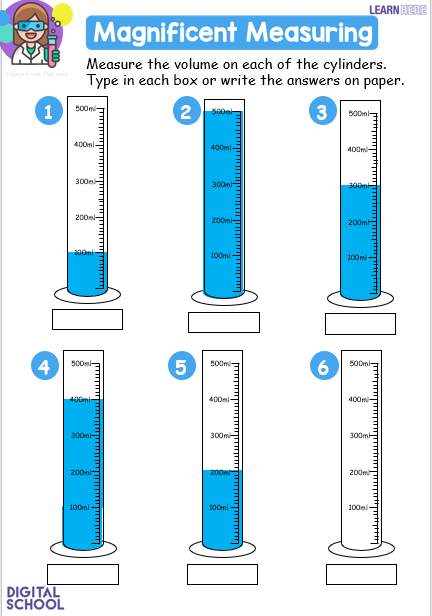 LEARNHERE
Magnificent Measuring
Image from flat icon
Measure the volume on each of the cylinders.
Type in each box or write the answers on paper.
1
500ml
400ml
300ml
200ml
100ml
2
500ml
400ml
300ml
200ml
100ml
3
500ml
400ml
300ml
200ml
100ml
4
500ml
400ml
300ml
200ml
100ml
5
500ml
400ml
300ml
200ml
100ml
6
500ml
400ml
300ml
200ml
100ml
DIGITAL
SCHOOL